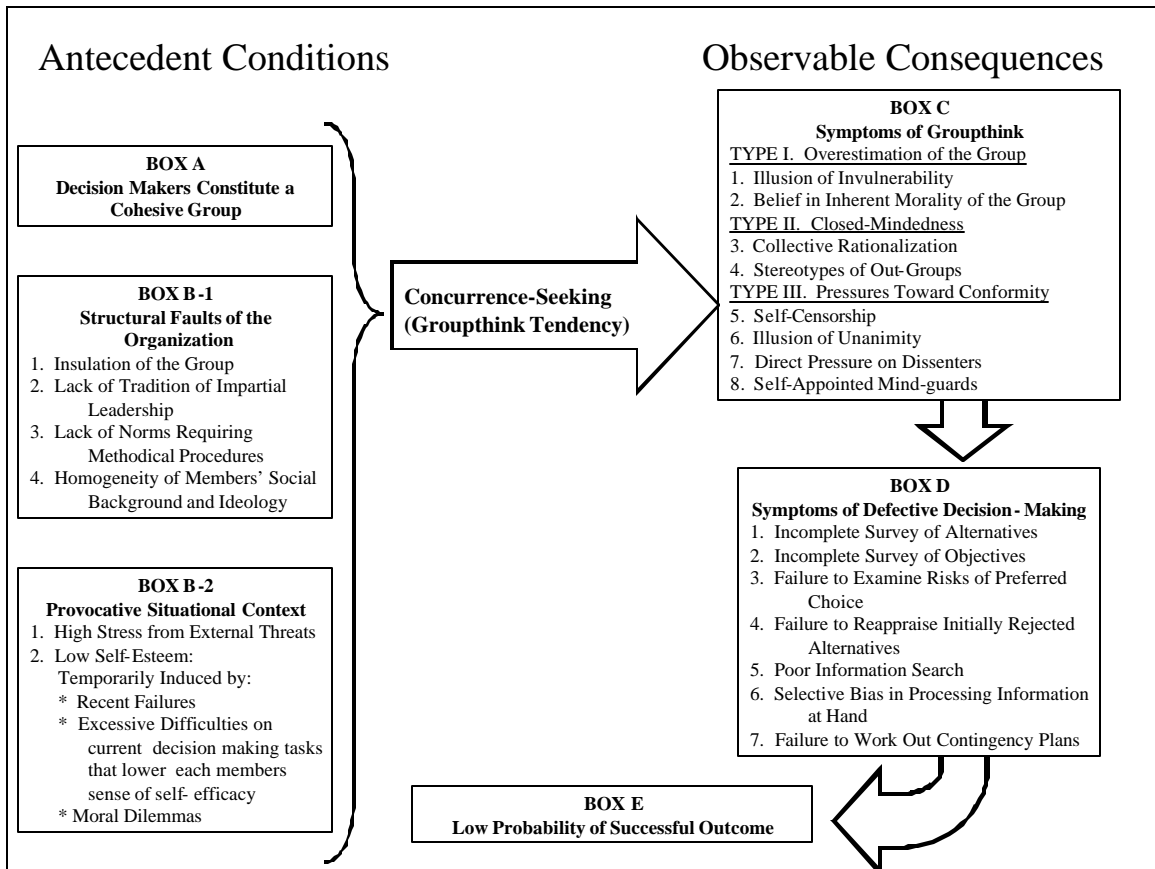 Antecedent Conditions
BOX A
Decision Makers Constitute a
Cohesive Group
BOX B-1
Structural Faults of the
Organization
1. Insulation of the Group
2. Lack of Tradition of Impartial
Leadership
3. Lack of Norms Requiring
Methodical Procedures
4. Homogeneity of Members' Social
Background and Ideology
BOX B-2
Provocative Situational Context
1. High Stress from External Threats
2. Low Self-Esteem:
Temporarily Induced by:
* Recent Failures
* Excessive Difficulties on
current decision making tasks
that lower each members
sense of self- efficacy
* Moral Dilemmas
Concurrence-Seeking
(Groupthink Tendency)
Observable Consequences
BOX C
Symptoms of Groupthink
TYPE I. Overestimation of the Group
1. Illusion of Invulnerability
2. Belief in Inherent Morality of the Group
TYPE II. Closed-Mindedness
3. Collective Rationalization
4. Stereotypes of Out-Groups
TYPE III. Pressures Toward Conformity
5. Self-Censorship
6. Illusion of Unanimity
7. Direct Pressure on Dissenters
8. Self-Appointed Mind-guards
BOX D
Symptoms of Defective Decision - Making
1. Incomplete Survey of Alternatives
2. Incomplete Survey of Objectives
3. Failure to Examine Risks of Preferred
Choice
4. Failure to Reappraise Initially Rejected
Alternatives
5. Poor Information Search
6. Selective Bias in Processing Information
at Hand
7. Failure to Work Out Contingency Plans
BOX E
Low Probability of Successful Outcome